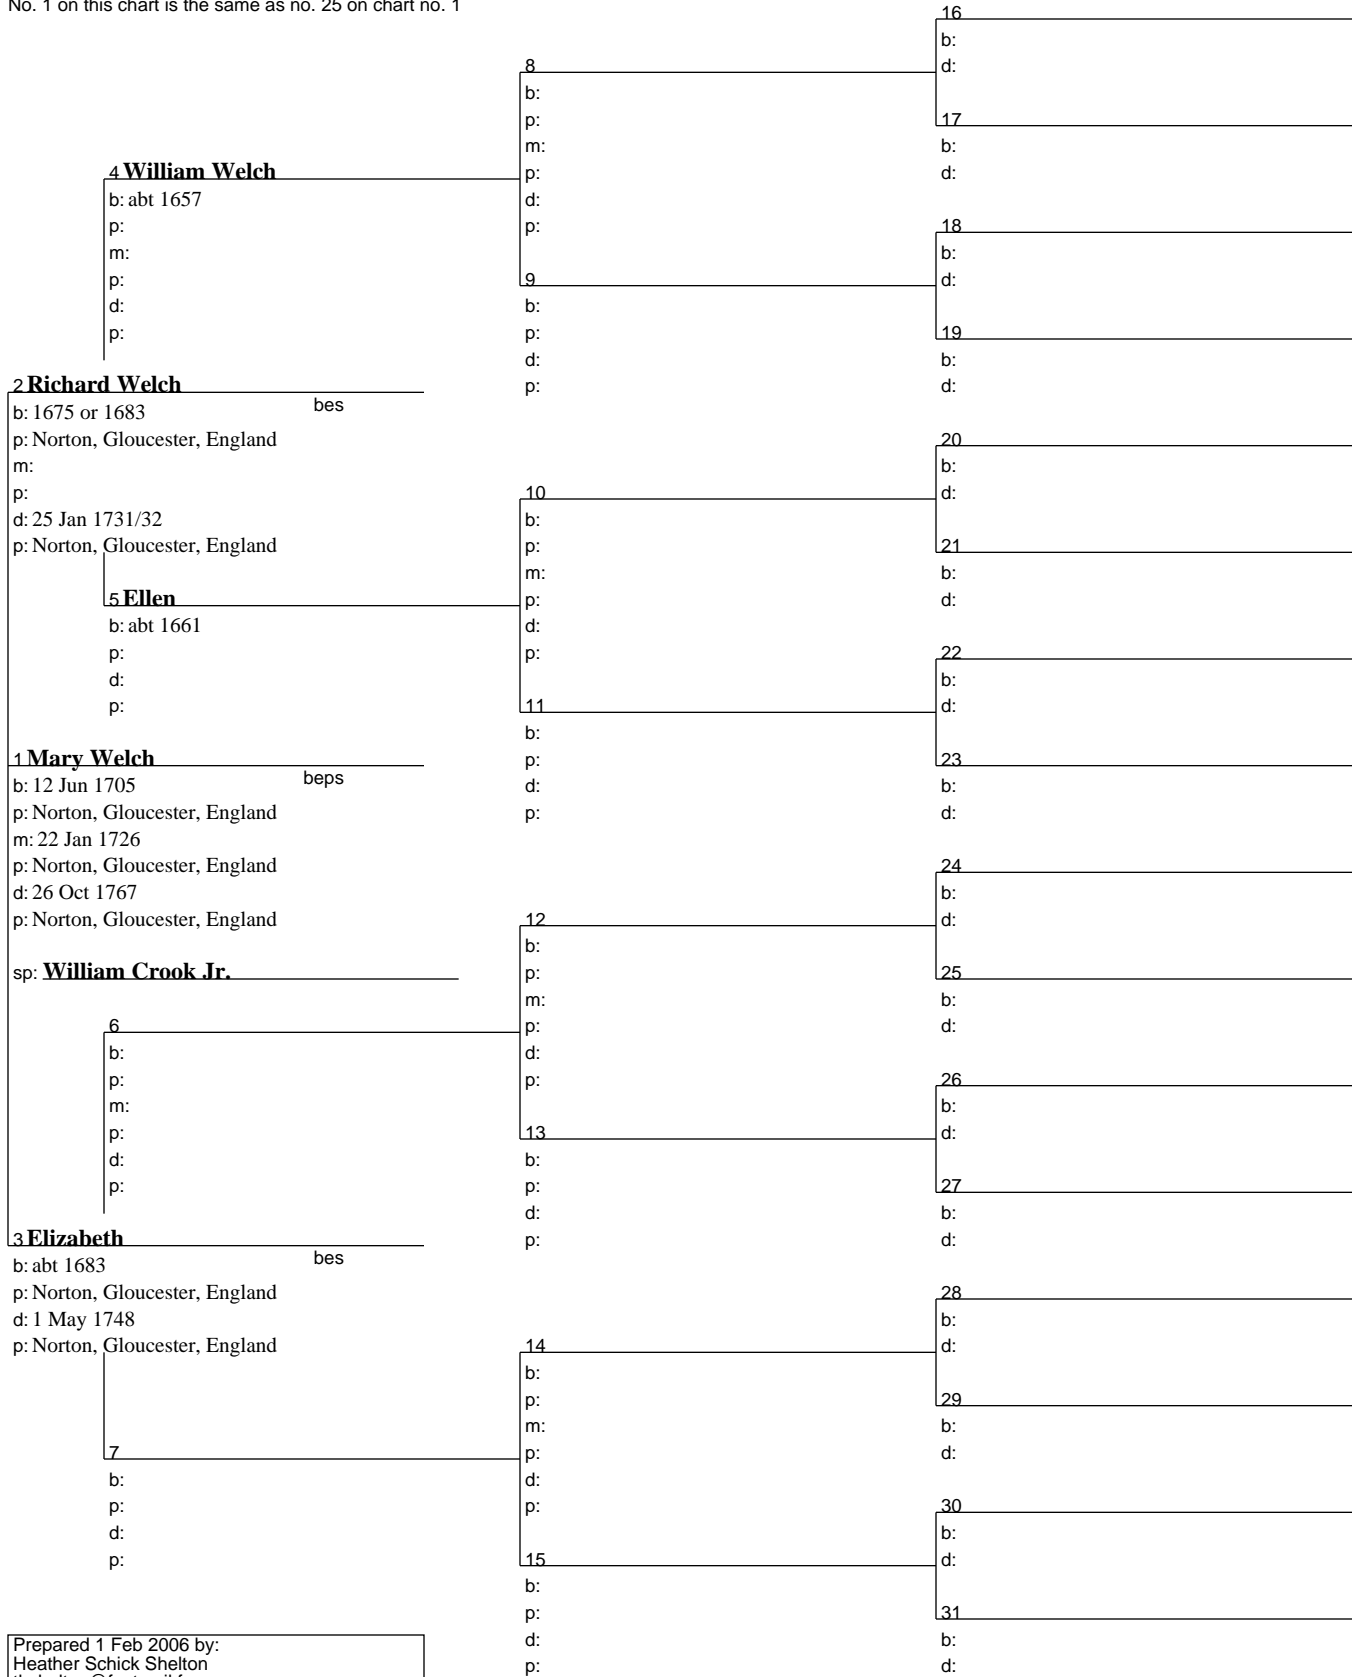 No. 1 on this chart is the same as no. 25 on chart no. 1
4 William Welch
b: abt 1657
p:
m:
p:
d:
p:
2 Richard Welch
bes
b: 1675 or 1683
p: Norton, Gloucester, England
m:
p:
d: 25 Jan 1731/32
p: Norton, Gloucester, England
5 Ellen
b: abt 1661
p:
d:
p:
1 Mary Welch
beps
b: 12 Jun 1705
p: Norton, Gloucester, England
m: 22 Jan 1726
p: Norton, Gloucester, England
d: 26 Oct 1767
p: Norton, Gloucester, England
sp: William Crook Jr.
6
b:
p:
m:
p:
d:
p:
3 Elizabeth
bes
b: abt 1683
p: Norton, Gloucester, England
d: 1 May 1748
p: Norton, Gloucester, England
7
b:
p:
d:
p:
8
b:
p:
m:
p:
d:
p:
9
b:
p:
d:
p:
10
b:
p:
m:
p:
d:
p:
11
b:
p:
d:
p:
12
b:
p:
m:
p:
d:
p:
13
b:
p:
d:
p:
14
b:
p:
m:
p:
d:
p:
15
b:
p:
d:
p:
16
b:
d:
17
b:
d:
18
b:
d:
19
b:
d:
20
b:
d:
21
b:
d:
22
b:
d:
23
b:
d:
24
b:
d:
25
b:
d:
26
b:
d:
27
b:
d:
28
b:
d:
29
b:
d:
30
b:
d:
31
b:
d:
Prepared 1 Feb 2006 by:
Heather Schick Shelton